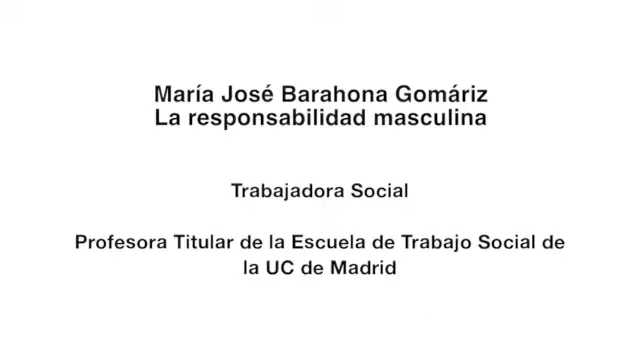 María José Barahona Gomáriz
La responsabilidad masculina
Trabajadora Social
Profesora Titular de la Escuela de Trabajo Social de
la UC de Madrid